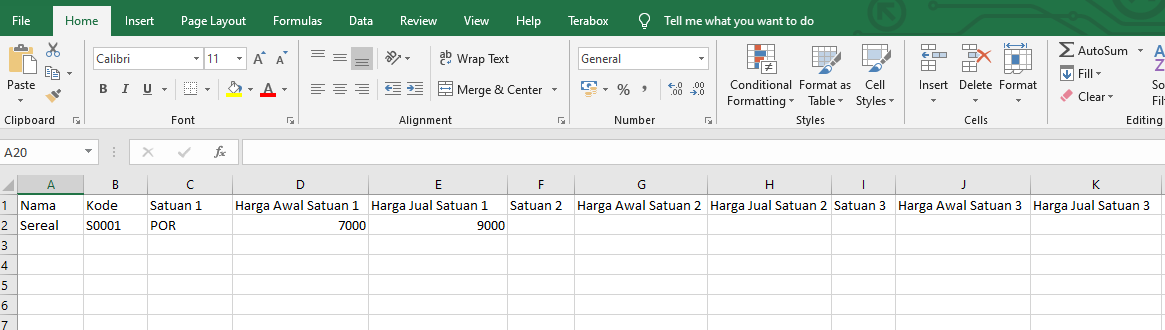 File Home Insert Page Layout Formulas Data Review View Help Terabox Tell me what you want to do
Calibri 11 A A ab Wrap Text General AutoSum
Paste B I U A Merge & Center % Conditional Formatting Format as Table Cell Styles Insert Delete Format Fill
Clear
Clipboard Font Alignment Number Styles Cells Editing
A20 fx
A B C D E F G H I J K
1 Nama Kode Satuan 1 Harga Awal Satuan 1 Harga Jual Satuan 1 Satuan 2 Harga Awal Satuan 2 Harga Jual Satuan 2 Satuan 3 Harga Awal Satuan 3 Harga Jual Satuan 3
2 Sereal S0001 POR 7000 9000
3
4
5
6
7